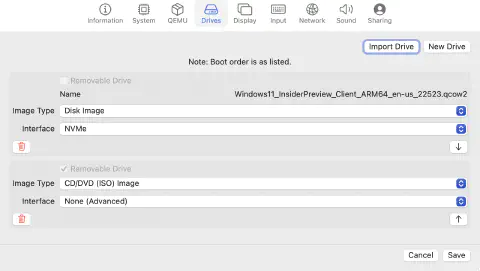 Information System QEMU Drives Display Input Network Sound Sharing
Import Drive New Drive
Note: Boot order is as listed.
Removable Drive
Name Windows11_InsiderPreview_Client_ARM64_en-us_22523.qcow2
Image Type Disk Image
Interface NVMe
Removable Drive
Image Type CD/DVD (ISO) Image
Interface None (Advanced)
Cancel Save